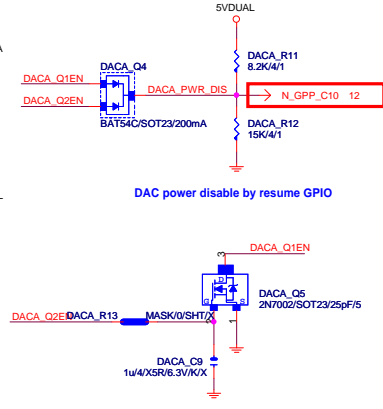 5VDUAL
DACA_R11
8.2K/4/1
DACA_Q4
DACA_Q1EN
DACA_PWR_DIS
N_GPP_C10 12
DACA_Q2EN
BAT54C/SOT23/200mA
DACA_R12
15K/4/1
DAC power disable by resume GPIO
3
DACA_Q1EN
D
G
S
DACA_Q5
2N7002/SOT23/25pF/5
DACA_R13
MASK/0/SHT/X
1
DACA_C9
1u/4/X5R/6.3V/K/X